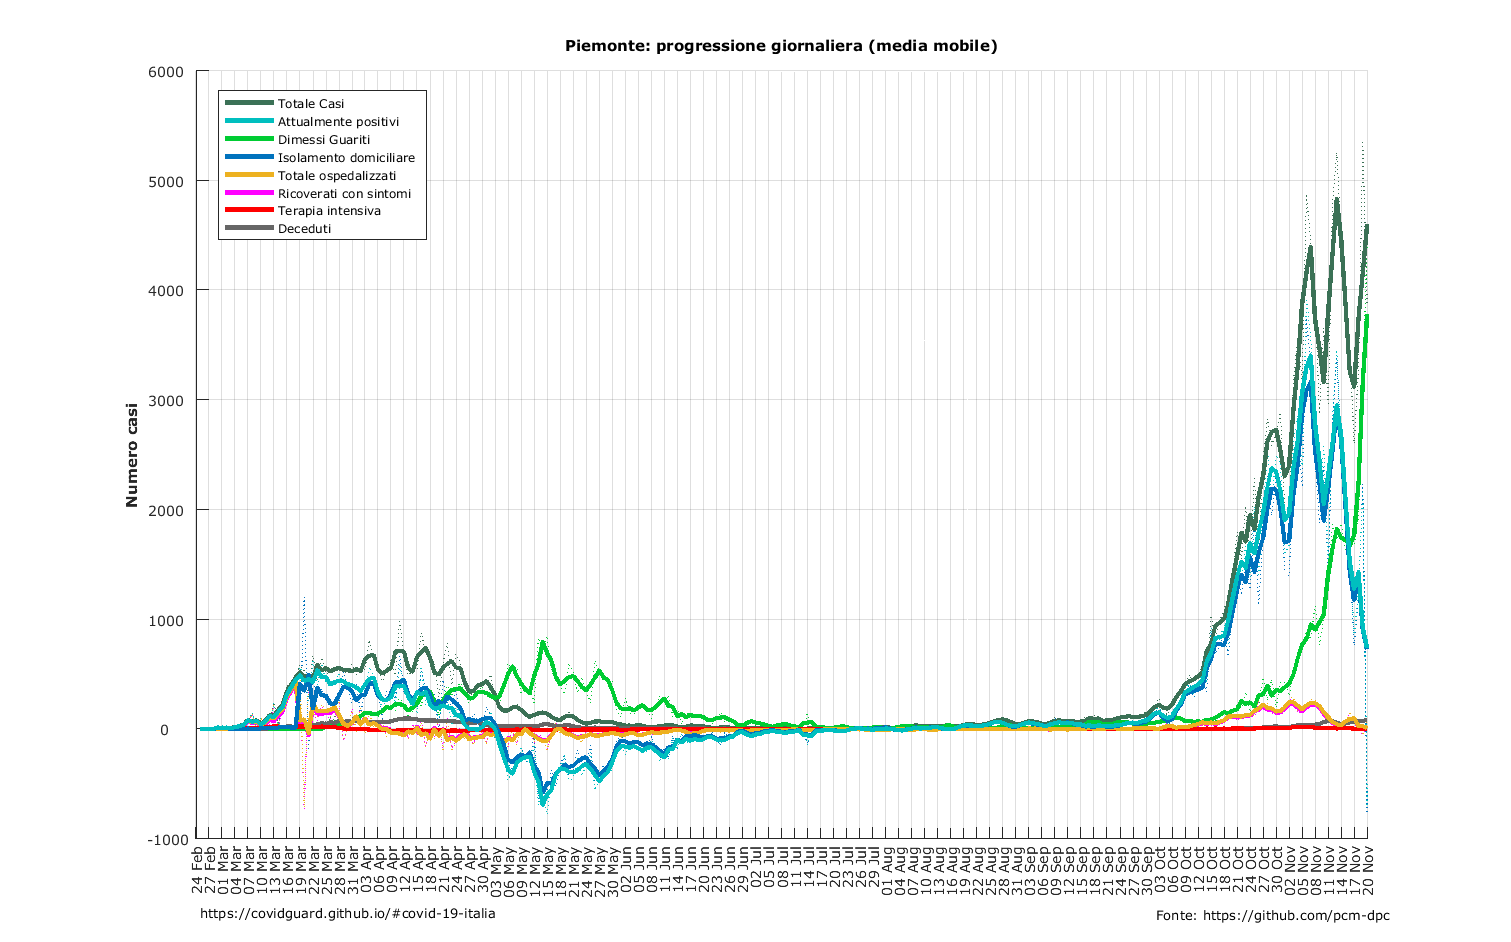 Piemonte: progressione giornaliera (media mobile)
6000
5000
4000
3000
2000
1000
0
-1000
Numero casi
Totale Casi
Attualmente positivi
Dimessi Guariti
Isolamento domiciliare
Totale ospedalizzati
Ricoverati con sintomi
Terapia intensiva
Deceduti
24 Feb
27 Feb
01 Mar
04 Mar
07 Mar
10 Mar
13 Mar
16 Mar
19 Mar
22 Mar
25 Mar
28 Mar
31 Mar
03 Apr
06 Apr
09 Apr
12 Apr
15 Apr
18 Apr
21 Apr
24 Apr
27 Apr
30 Apr
03 May
06 May
09 May
12 May
15 May
18 May
21 May
24 May
27 May
30 May
02 Jun
05 Jun
08 Jun
11 Jun
14 Jun
17 Jun
20 Jun
23 Jun
26 Jun
29 Jun
02 Jul
05 Jul
08 Jul
11 Jul
14 Jul
17 Jul
20 Jul
23 Jul
26 Jul
29 Jul
01 Aug
04 Aug
07 Aug
10 Aug
13 Aug
16 Aug
19 Aug
22 Aug
25 Aug
28 Aug
31 Aug
03 Sep
06 Sep
09 Sep
12 Sep
15 Sep
18 Sep
21 Sep
24 Sep
27 Sep
30 Sep
03 Oct
06 Oct
09 Oct
12 Oct
15 Oct
18 Oct
21 Oct
24 Oct
27 Oct
30 Oct
02 Nov
05 Nov
08 Nov
11 Nov
14 Nov
17 Nov
20 Nov
https://covidguard.github.io/#covid-19-italia
Fonte: https://github.com/pcm-dpc